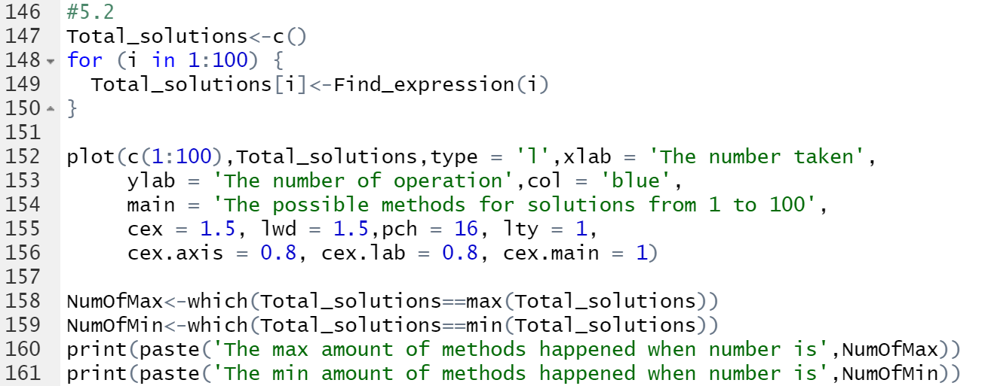 146 #5.2
147 Total_solutions<-c()
148 for (i in 1:100) {
149   Total_solutions[i]<-Find_expression(i)
150 }
151
152 plot(c(1:100),Total_solutions,type = 'l',xlab = 'The number taken',
153      ylab = 'The number of operation',col = 'blue',
154      main = 'The possible methods for solutions from 1 to 100',
155      cex = 1.5, lwd = 1.5,pch = 16, lty = 1,
156      cex.axis = 0.8, cex.lab = 0.8, cex.main = 1)
157
158 NumOfMax<-which(Total_solutions==max(Total_solutions))
159 NumOfMin<-which(Total_solutions==min(Total_solutions))
160 print(paste('The max amount of methods happened when number is',NumOfMax))
161 print(paste('The min amount of methods happened when number is',NumOfMin))